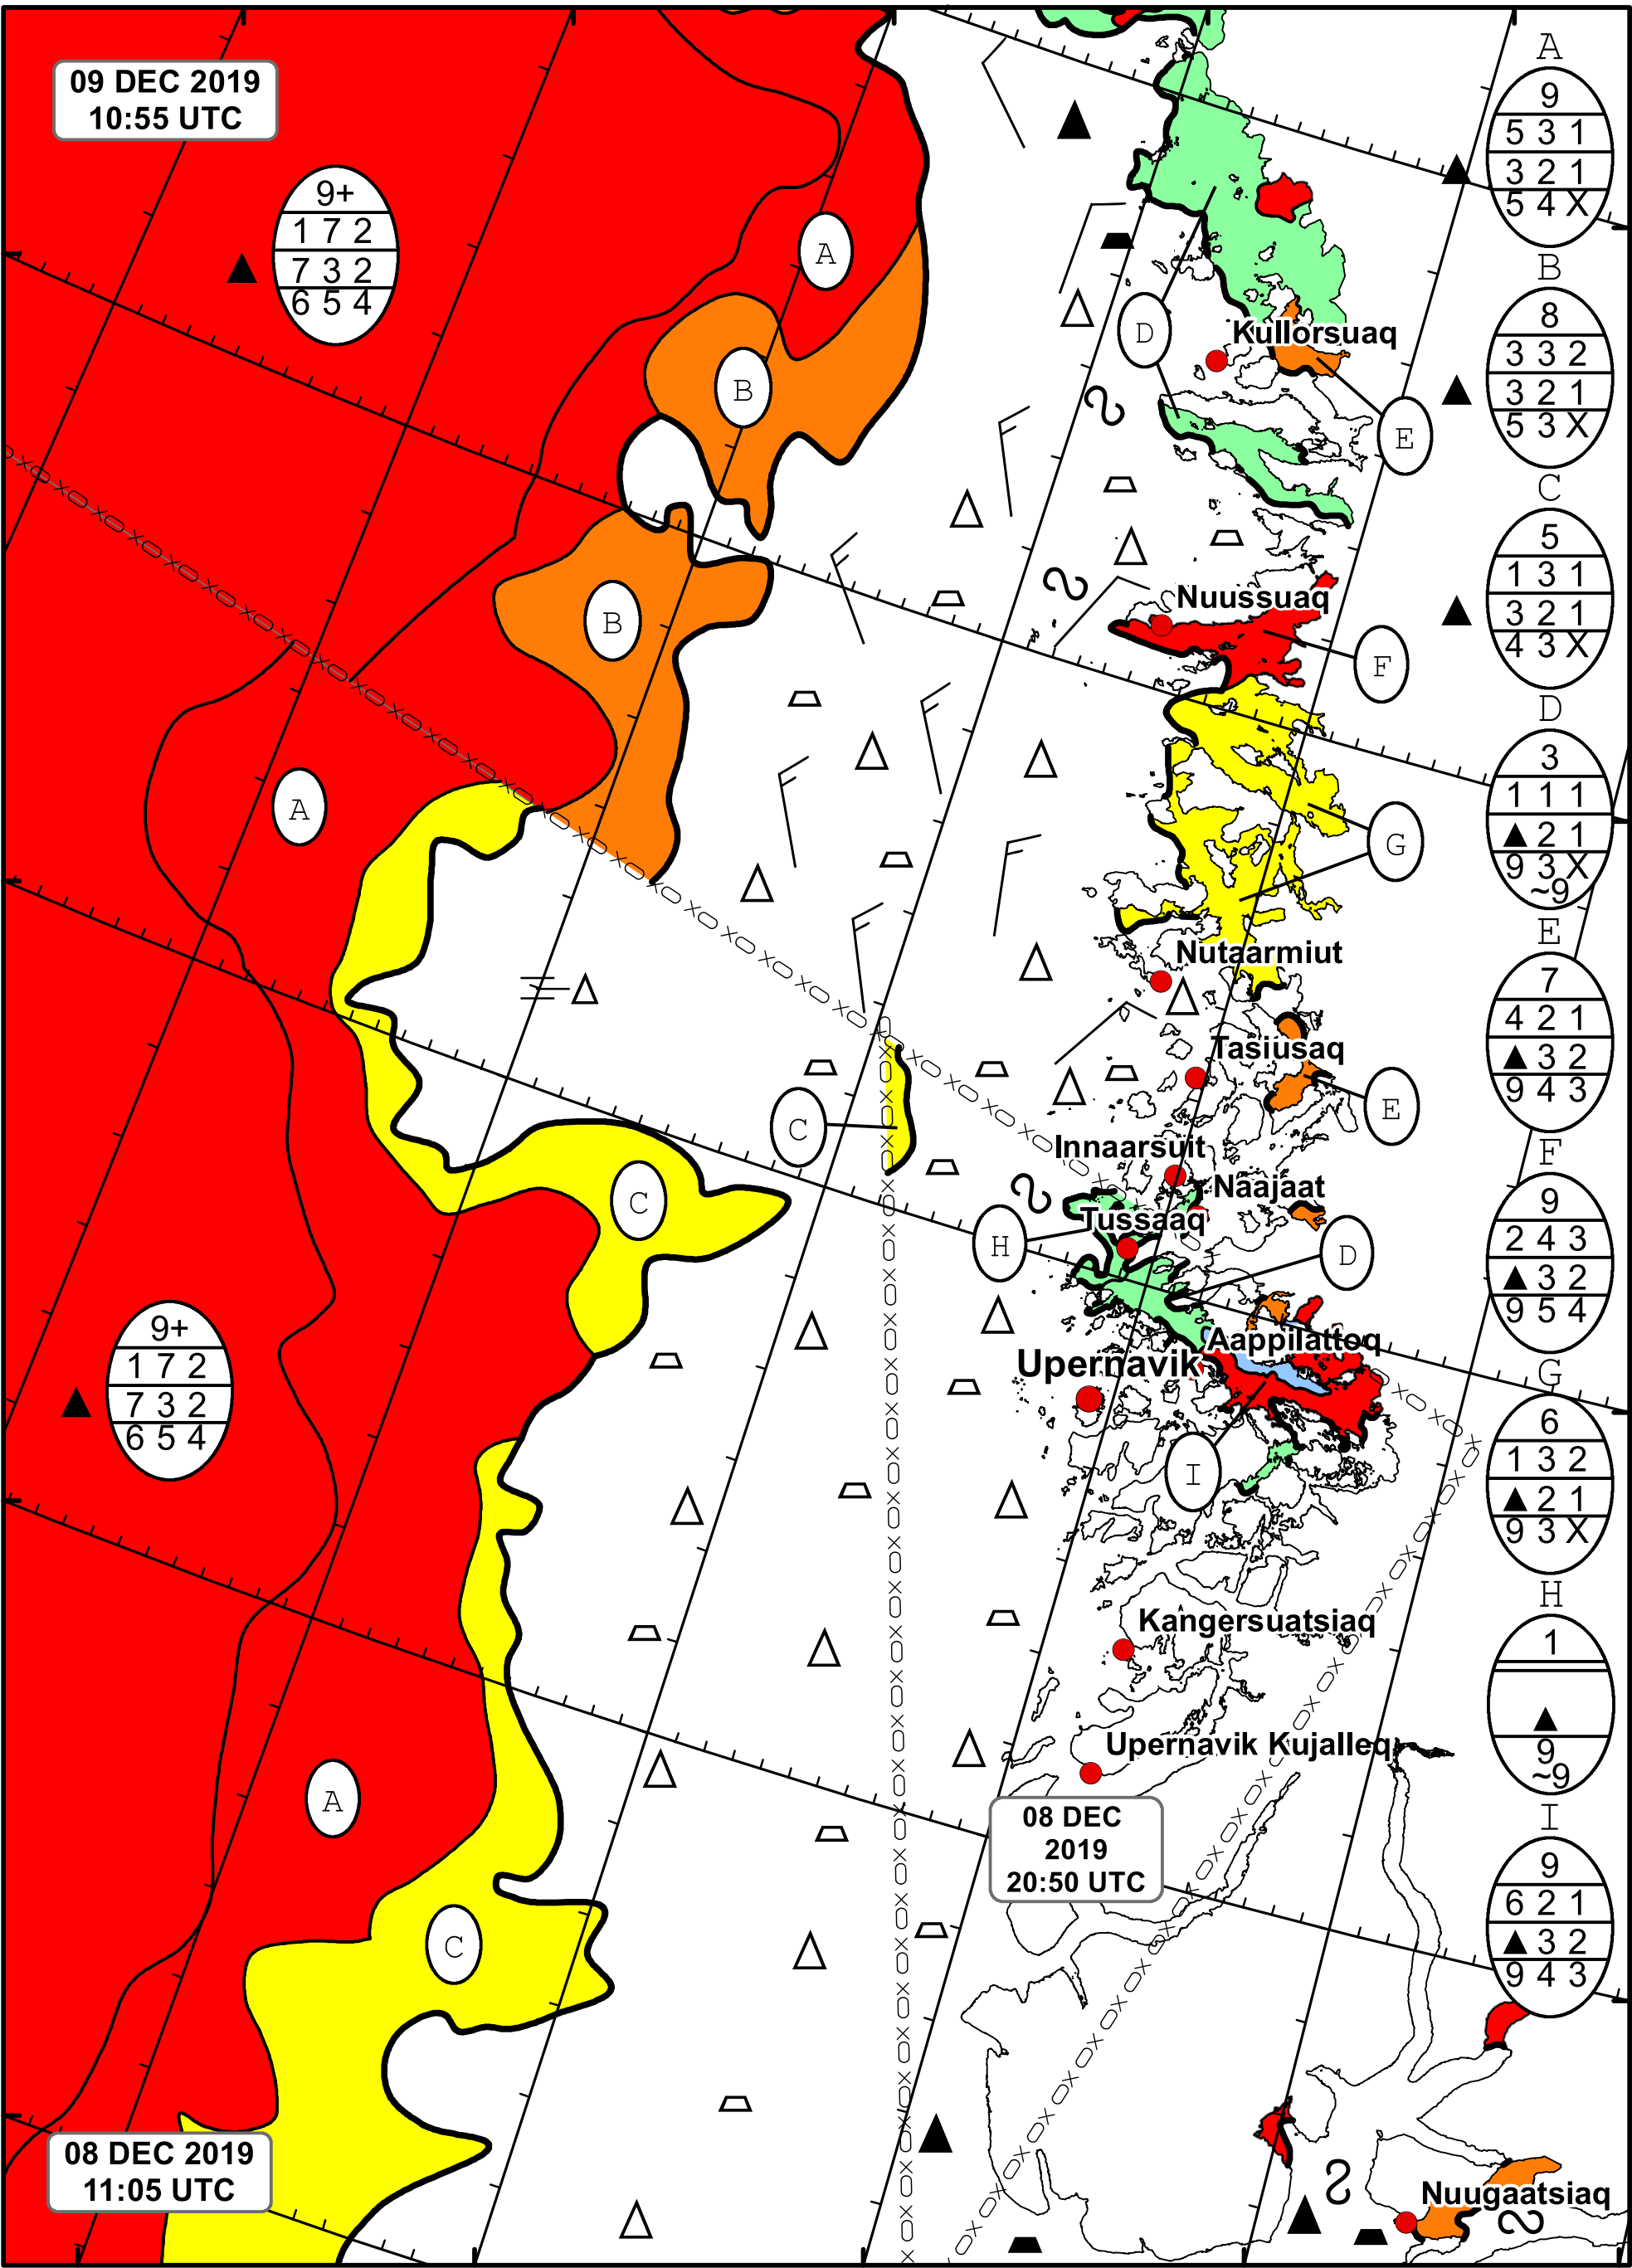 09 DEC 2019
10:55 UTC
9+
1 7 2
7 3 2
6 5 4
A
B
B
A
C
C
A
C
9+
1 7 2
7 3 2
6 5 4
08 DEC 2019
11:05 UTC
D
Kullorsuaq
E
Nuussuaq
F
G
Nutaarmiut
Tasiusaq
E
Innaarsuit
Naajaat
Tussaaq
H
D
Aappilattoq
Upernavik
I
Kangersuatsiaq
Upernavik Kujalleq
08 DEC
2019
20:50 UTC
Nuugaatsiaq
A
9
5 3 1
3 2 1
5 4 X
B
8
3 3 2
3 2 1
5 3 X
C
5
1 3 1
3 2 1
4 3 X
D
3
1 1 1
▲ 2 1
9 3 X
~9
E
7
4 2 1
▲ 3 2
9 4 3
F
9
2 4 3
▲ 3 2
9 5 4
G
6
1 3 2
▲ 2 1
9 3 X
H
1
▲
9
~9
I
9
6 2 1
▲ 3 2
9 4 3